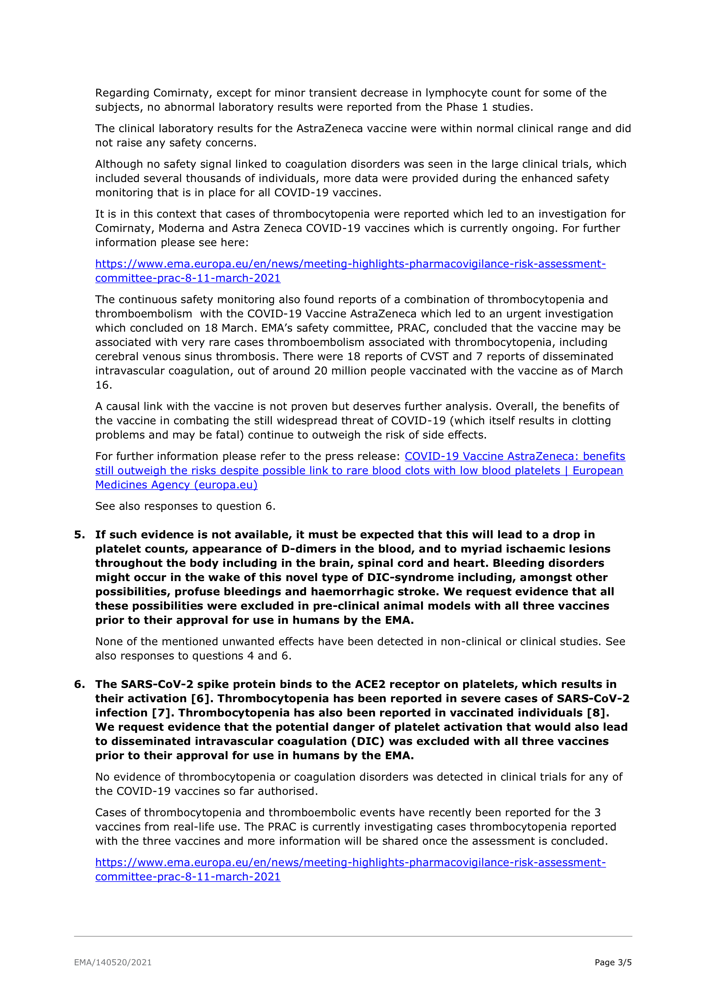 Regarding Comirnaty, except for minor transient decrease in lymphocyte count for some of the
subjects, no abnormal laboratory results were reported from the Phase 1 studies.
The clinical laboratory results for the AstraZeneca vaccine were within normal clinical range and did
not raise any safety concerns.
Although no safety signal linked to coagulation disorders was seen in the large clinical trials, which
included several thousands of individuals, more data were provided during the enhanced safety
monitoring that is in place for all COVID-19 vaccines.
It is in this context that cases of thrombocytopenia were reported which led to an investigation for
Comirnaty, Moderna and Astra Zeneca COVID-19 vaccines which is currently ongoing. For further
information please see here:
https://www.ema.europa.eu/en/news/meeting-highlights-pharmacovigilance-risk-assessment-
committee-prac-8-11-march-2021
The continuous safety monitoring also found reports of a combination of thrombocytopenia and
thromboembolism  with the COVID-19 Vaccine AstraZeneca which led to an urgent investigation
which concluded on 18 March. EMA’s safety committee, PRAC, concluded that the vaccine may be
associated with very rare cases thromboembolism associated with thrombocytopenia, including
cerebral venous sinus thrombosis. There were 18 reports of CVST and 7 reports of disseminated
intravascular coagulation, out of around 20 million people vaccinated with the vaccine as of March
16.
A causal link with the vaccine is not proven but deserves further analysis. Overall, the benefits of
the vaccine in combating the still widespread threat of COVID-19 (which itself results in clotting
problems and may be fatal) continue to outweigh the risk of side effects.
For further information please refer to the press release: COVID-19 Vaccine AstraZeneca: benefits
still outweigh the risks despite possible link to rare blood clots with low blood platelets | European
Medicines Agency (europa.eu)
See also responses to question 6.
5. If such evidence is not available, it must be expected that this will lead to a drop in
platelet counts, appearance of D-dimers in the blood, and to myriad ischaemic lesions
throughout the body including in the brain, spinal cord and heart. Bleeding disorders
might occur in the wake of this novel type of DIC-syndrome including, amongst other
possibilities, profuse bleedings and haemorrhagic stroke. We request evidence that all
these possibilities were excluded in pre-clinical animal models with all three vaccines
prior to their approval for use in humans by the EMA.
None of the mentioned unwanted effects have been detected in non-clinical or clinical studies. See
also responses to questions 4 and 6.
6. The SARS-CoV-2 spike protein binds to the ACE2 receptor on platelets, which results in
their activation [6]. Thrombocytopenia has been reported in severe cases of SARS-CoV-2
infection [7]. Thrombocytopenia has also been reported in vaccinated individuals [8].
We request evidence that the potential danger of platelet activation that would also lead
to disseminated intravascular coagulation (DIC) was excluded with all three vaccines
prior to their approval for use in humans by the EMA.
No evidence of thrombocytopenia or coagulation disorders was detected in clinical trials for any of
the COVID-19 vaccines so far authorised.
Cases of thrombocytopenia and thromboembolic events have recently been reported for the 3
vaccines from real-life use. The PRAC is currently investigating cases thrombocytopenia reported
with the three vaccines and more information will be shared once the assessment is concluded.
https://www.ema.europa.eu/en/news/meeting-highlights-pharmacovigilance-risk-assessment-
committee-prac-8-11-march-2021
EMA/140520/2021
Page 3/5